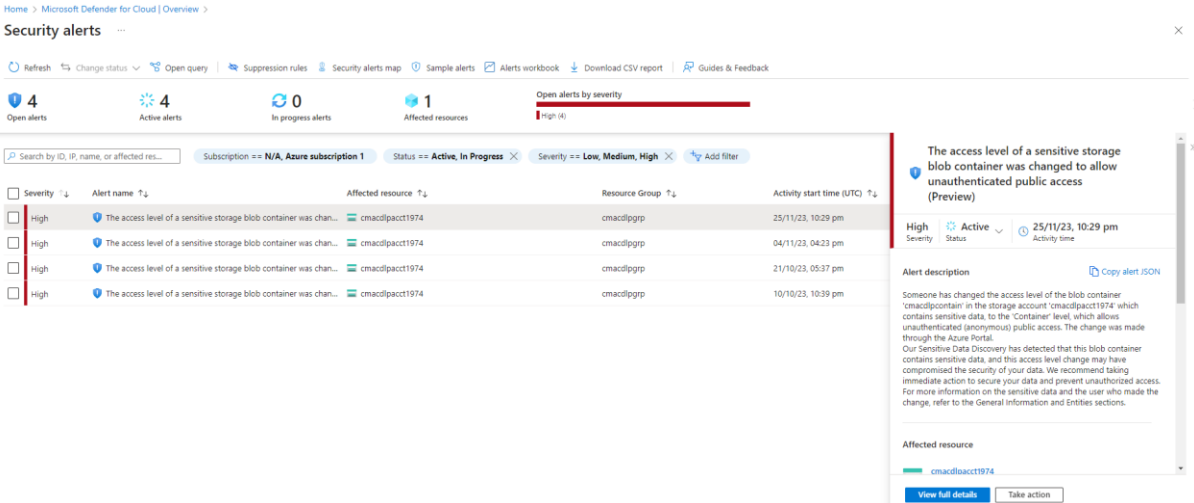 Home > Microsoft Defender for Cloud | Overview >
Security alerts ...
Refresh Change status Open query Suppression rules Security alerts map Sample alerts Alerts workbook Download CSV report Guides & Feedback
4 4 0 1
Open alerts Active alerts In progress alerts Affected resources
Open alerts by severity
High (4)
Search by ID, IP, name, or affected res... Subscription == N/A, Azure subscription 1 Status == Active, In Progress Severity == Low, Medium, High Add filter
Severity Alert name Affected resource Resource Group Activity start time (UTC)
High The access level of a sensitive storage blob container was chan... cmacdlpacct1974 cmacdlpgrp 25/11/23, 10:29 pm
High The access level of a sensitive storage blob container was chan... cmacdlpacct1974 cmacdlpgrp 04/11/23, 04:23 pm
High The access level of a sensitive storage blob container was chan... cmacdlpacct1974 cmacdlpgrp 21/10/23, 05:37 pm
High The access level of a sensitive storage blob container was chan... cmacdlpacct1974 cmacdlpgrp 10/10/23, 10:39 pm
The access level of a sensitive storage
blob container was changed to allow
unauthenticated public access
(Preview)
High Active 25/11/23, 10:29 pm
Severity Status Activity time
Alert description Copy alert JSON
Someone has changed the access level of the blob container
'cmacdlpcontain' in the storage account 'cmacdlpacct1974' which
contains sensitive data, to the 'Container' level, which allows
unauthenticated (anonymous) public access. The change was made
through the Azure Portal.
Our Sensitive Data Discovery has detected that this blob container
contains sensitive data, and this access level change may have
compromised the security of your data. We recommend taking
immediate action to secure your data and prevent unauthorized access.
For more information on the sensitive data and the user who made the
change, refer to the General Information and Entities sections.
Affected resource
cmacdlpacct1974
View full details Take action